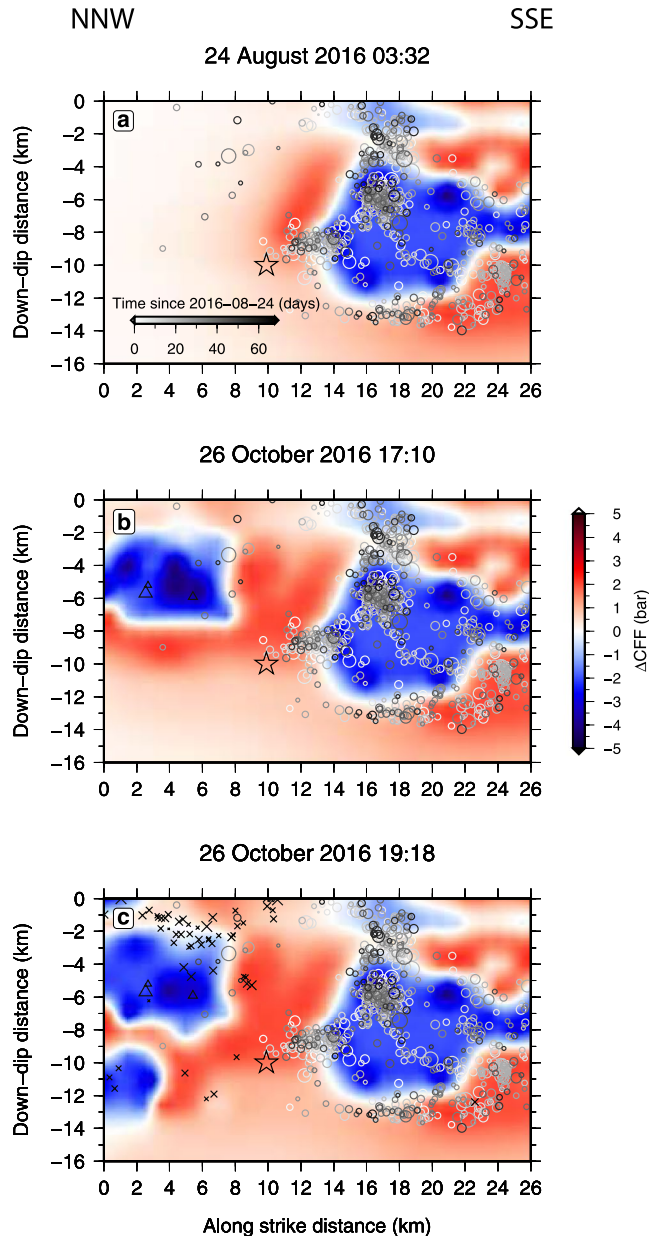 NNW SSE
24 August 2016 03:32
a
Down-dip distance (km)
0
−2
−4
−6
−8
−10
−12
−14
−16
Time since 2016-08-24 (days)
0 20 40 60
0 2 4 6 8 10 12 14 16 18 20 22 24 26
26 October 2016 17:10
b
Down-dip distance (km)
0
−2
−4
−6
−8
−10
−12
−14
−16
0 2 4 6 8 10 12 14 16 18 20 22 24 26
5
4
3
2
1
0
−1
−2
−3
−4
−5
ΔCFF (bar)
26 October 2016 19:18
c
Down-dip distance (km)
0
−2
−4
−6
−8
−10
−12
−14
−16
0 2 4 6 8 10 12 14 16 18 20 22 24 26
Along strike distance (km)